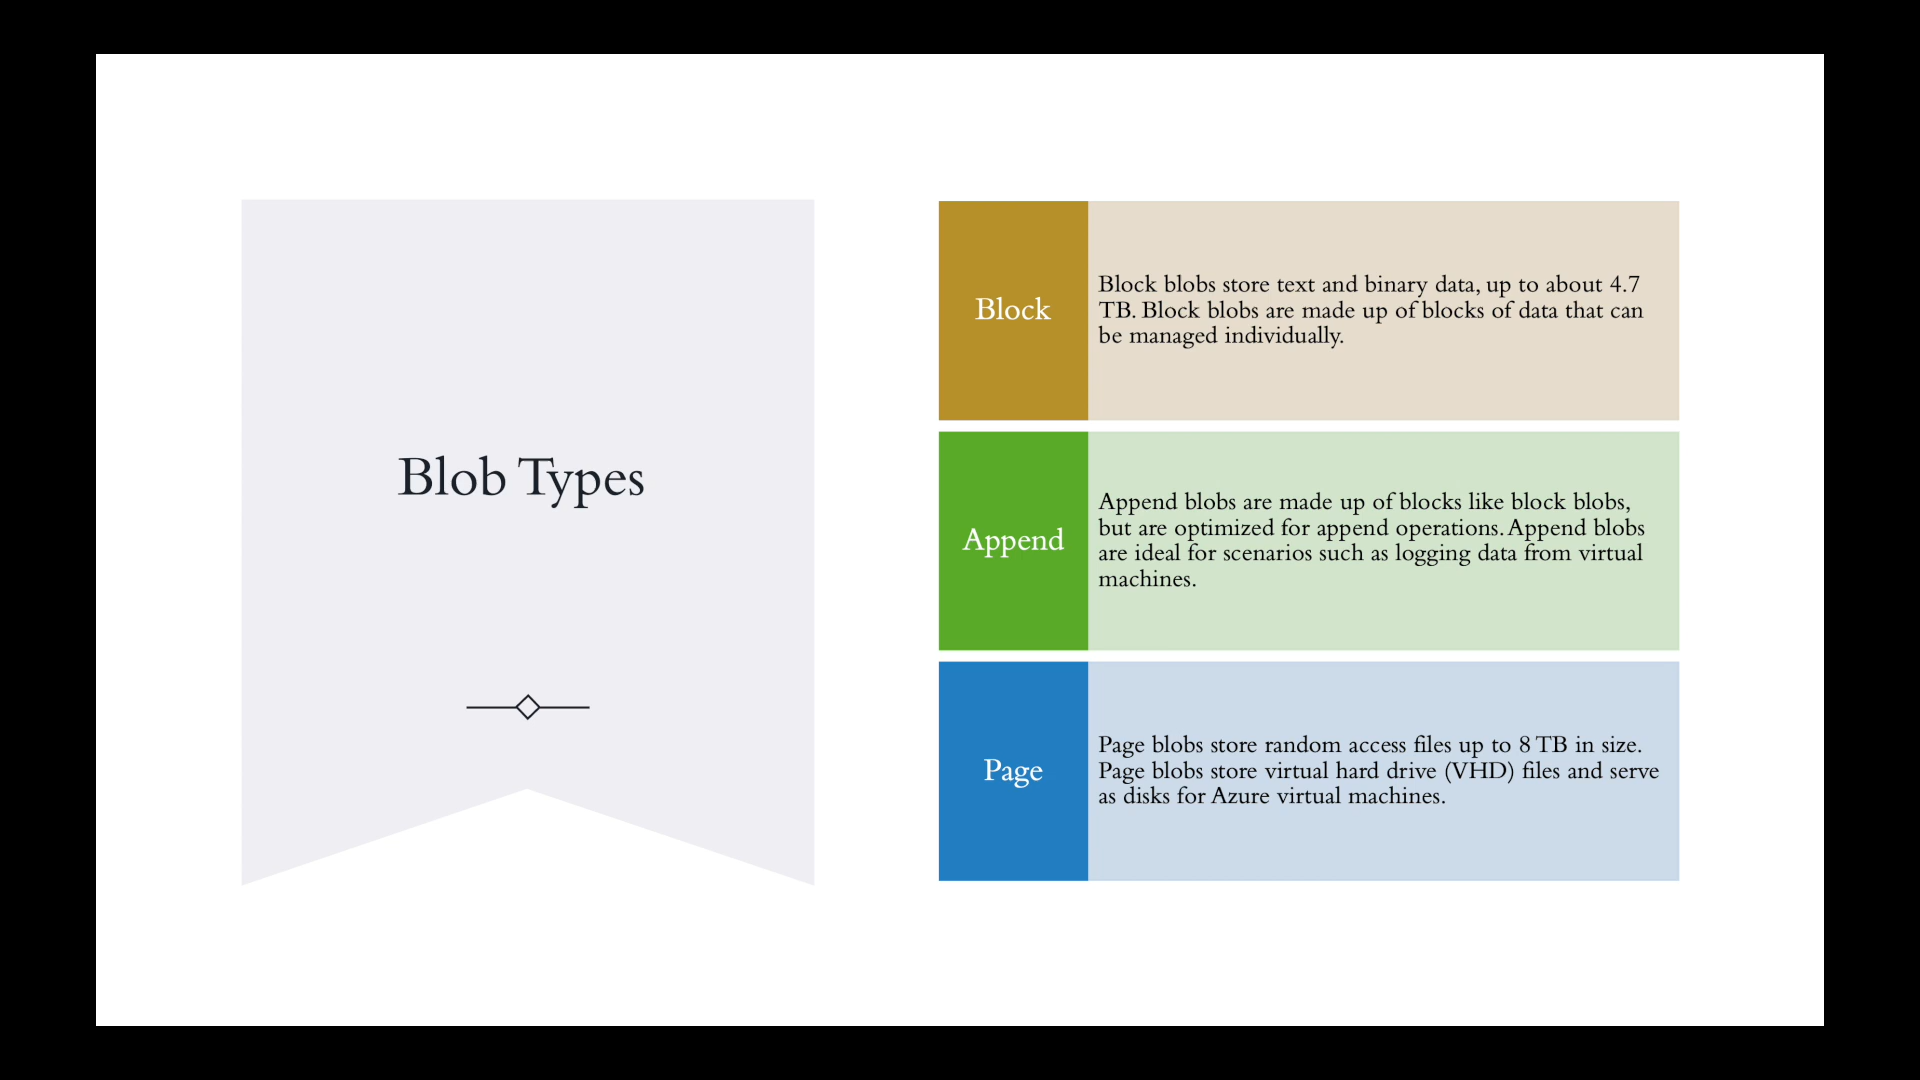 Blob Types
Block
Block blobs store text and binary data, up to about 4.7
TB. Block blobs are made up of blocks of data that can
be managed individually.
Append
Append blobs are made up of blocks like block blobs,
but are optimized for append operations. Append blobs
are ideal for scenarios such as logging data from virtual
machines.
Page
Page blobs store random access files up to 8 TB in size.
Page blobs store virtual hard drive (VHD) files and serve
as disks for Azure virtual machines.